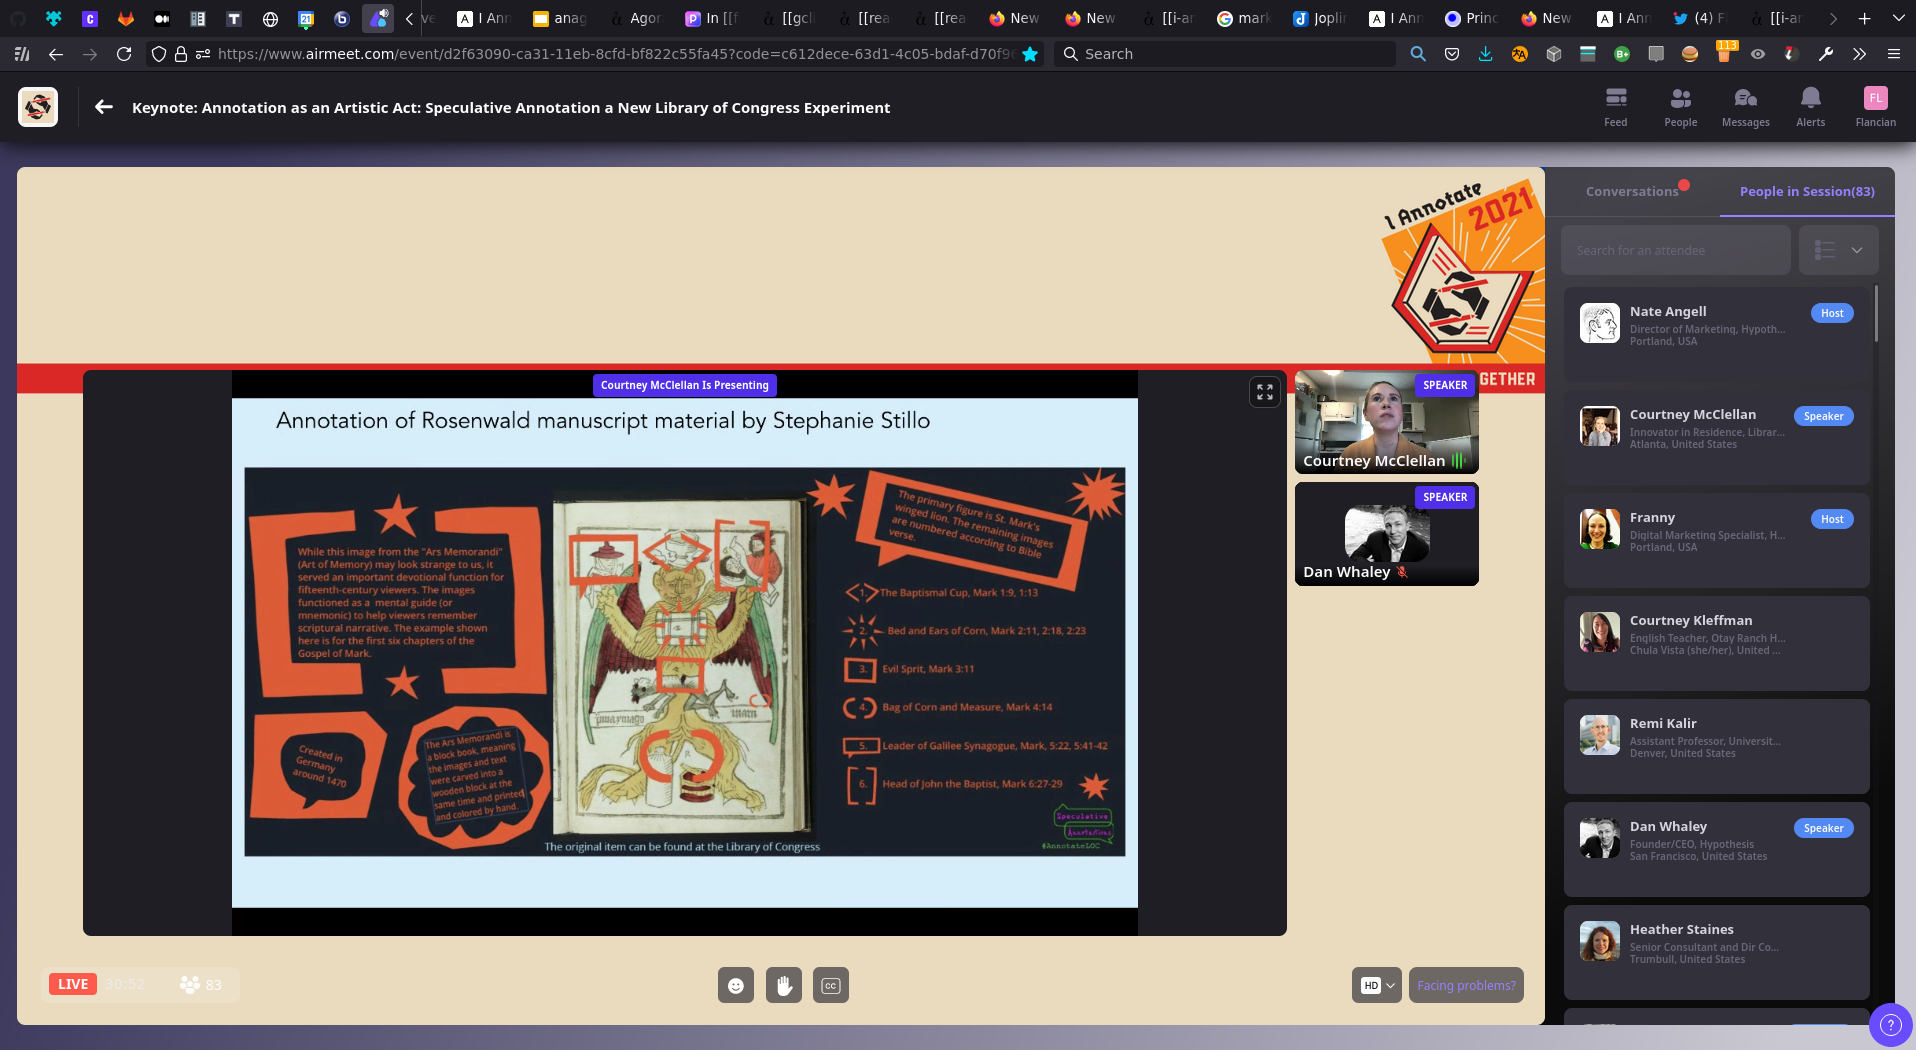 I Ann
anag
Agor
In [[f
[[gcl
[[rea
[[rea
New
New
[[i-ar
mark
Joplin
I Ann
Princ
New
I Ann
(4) F
[[i-ar
https://www.airmeet.com/event/d2f63090-ca31-11eb-8cfd-bf822c55fa45?code=c612dece-63d1-4c05-bdaf-d70f9
Search
113
Keynote: Annotation as an Artistic Act: Speculative Annotation a New Library of Congress Experiment
Feed
People
Messages
Alerts
FL
Flancian
I Annotate
2021
GETHER
Courtney McClellan Is Presenting
Annotation of Rosenwald manuscript material by Stephanie Stillo
While this image from the "Ars Memorandi"
(Art of Memory) may look strange to us, it
served an important devotional function for
fifteenth-century viewers. The images
functioned as a mental guide (or
mnemonic) to help viewers remember
scriptural narrative. The example shown
here is for the first six chapters of the
Gospel of Mark.
Created in
Germany
around 1470
The Ars Memorandi is
a block book, meaning
the images and text
were carved into a
wooden block at the
same time and printed
and colored by hand.
The primary figure is St. Mark's
winged lion. The remaining images
are numbered according to Bible
verse.
1. The Baptismal Cup, Mark 1:9, 1:13
2. Bed and Ears of Corn, Mark 2:11, 2:18, 2:23
3. Evil Sprit, Mark 3:11
4. Bag of Corn and Measure, Mark 4:14
5. Leader of Galilee Synagogue, Mark, 5:22, 5:41-42
6. Head of John the Baptist, Mark 6:27-29
Speculative
Annotations
#AnnotateLOC
The original item can be found at the Library of Congress
SPEAKER
Courtney McClellan
SPEAKER
Dan Whaley
LIVE
30:52
83
CC
HD
Facing problems?
Conversations
People in Session(83)
Search for an attendee
Nate Angell
Host
Director of Marketing, Hypoth...
Portland, USA
Courtney McClellan
Speaker
Innovator in Residence, Librar...
Atlanta, United States
Franny
Host
Digital Marketing Specialist, H...
Portland, USA
Courtney Kleffman
English Teacher, Otay Ranch H...
Chula Vista (she/her), United ...
Remi Kalir
Assistant Professor, Universit...
Denver, United States
Dan Whaley
Speaker
Founder/CEO, Hypothesis
San Francisco, United States
Heather Staines
Senior Consultant and Dir Co...
Trumbull, United States